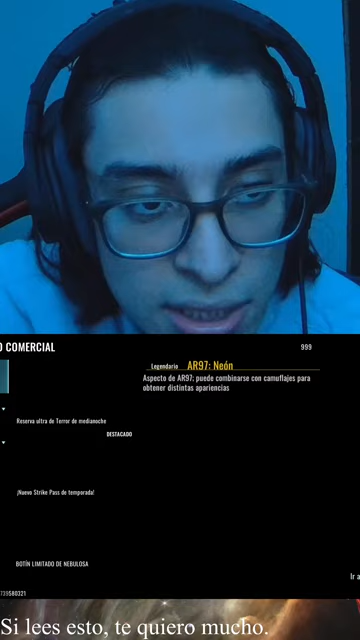 O COMERCIAL
999
Legendario AR97: Neón
Aspecto de AR97; puede combinarse con camuflajes para
obtener distintas apariencias
Reserva ultra de Terror de medianoche
DESTACADO
¡Nuevo Strike Pass de temporada!
BOTÍN LIMITADO DE NEBULOSA
Ir a
739580321
Si lees esto, te quiero mucho.